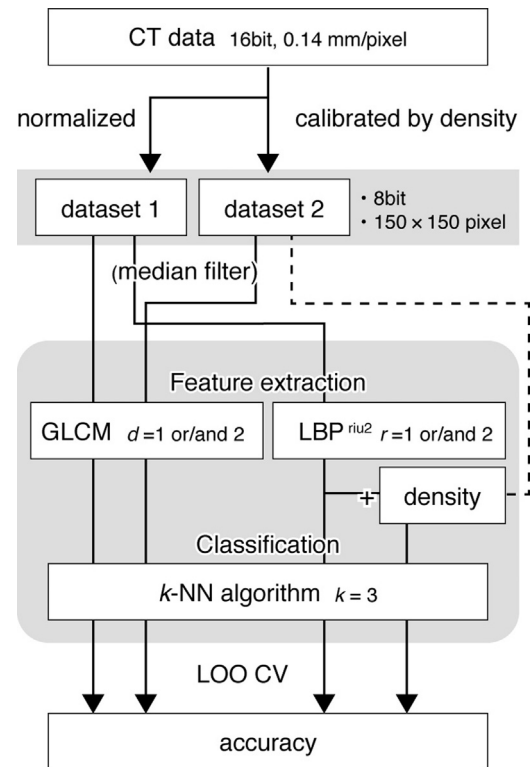 CT data 16bit, 0.14 mm/pixel
normalized
calibrated by density
dataset 1
dataset 2
・8bit
・150 × 150 pixel
(median filter)
Feature extraction
GLCM d =1 or/and 2
LBP riu2 r =1 or/and 2
+
density
Classification
k-NN algorithm k = 3
LOO CV
accuracy